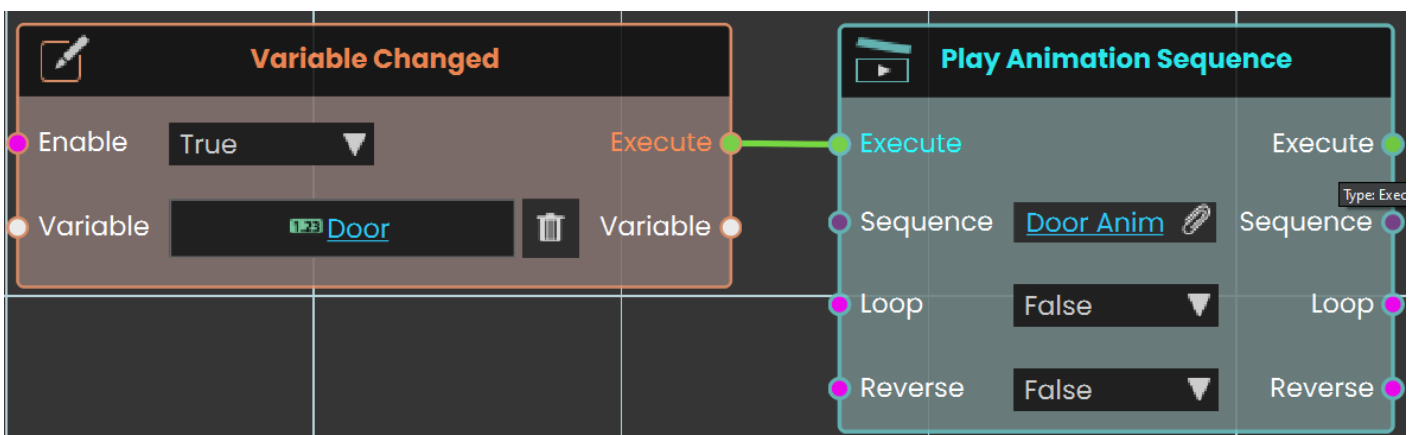 Variable Changed
Enable
True
Execute
Variable
1.23 Door
Variable
Play Animation Sequence
Execute
Execute
Type: Exec
Sequence
Door Anim
Sequence
Loop
False
Loop
Reverse
False
Reverse